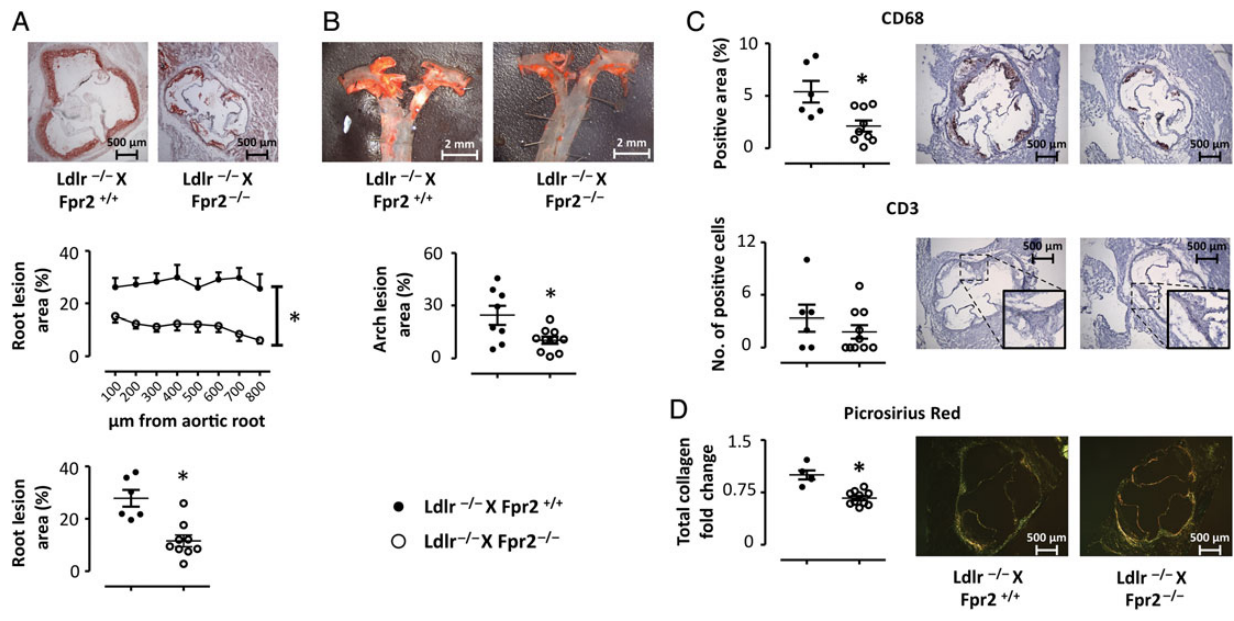 A
500 µm
500 µm
Ldlr −/− X
Fpr2 +/+
Ldlr −/− X
Fpr2 −/−
Root lesion
area (%)
40
20
0
*
100
200
300
400
500
600
700
800
µm from aortic root
Root lesion
area (%)
40
20
0
*
B
2 mm
2 mm
Ldlr −/− X
Fpr2 +/+
Ldlr −/− X
Fpr2 −/−
Arch lesion
area (%)
60
30
0
*
Ldlr −/− X Fpr2 +/+
Ldlr−/− X Fpr2−/−
C
CD68
Positive area (%)
10
5
0
*
500 µm
500 µm
CD3
No. of positive cells
12
6
0
500 µm
500 µm
D
Picrosirius Red
Total collagen
fold change
1.5
0.75
0
*
500 µm
500 µm
Ldlr −/− X
Fpr2 +/+
Ldlr −/− X
Fpr2 −/−